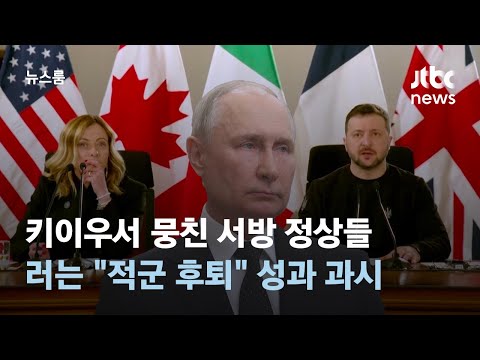 뉴스룸
jtbc
news
키이우서 뭉친 서방 정상들
러는 "적군 후퇴" 성과 과시